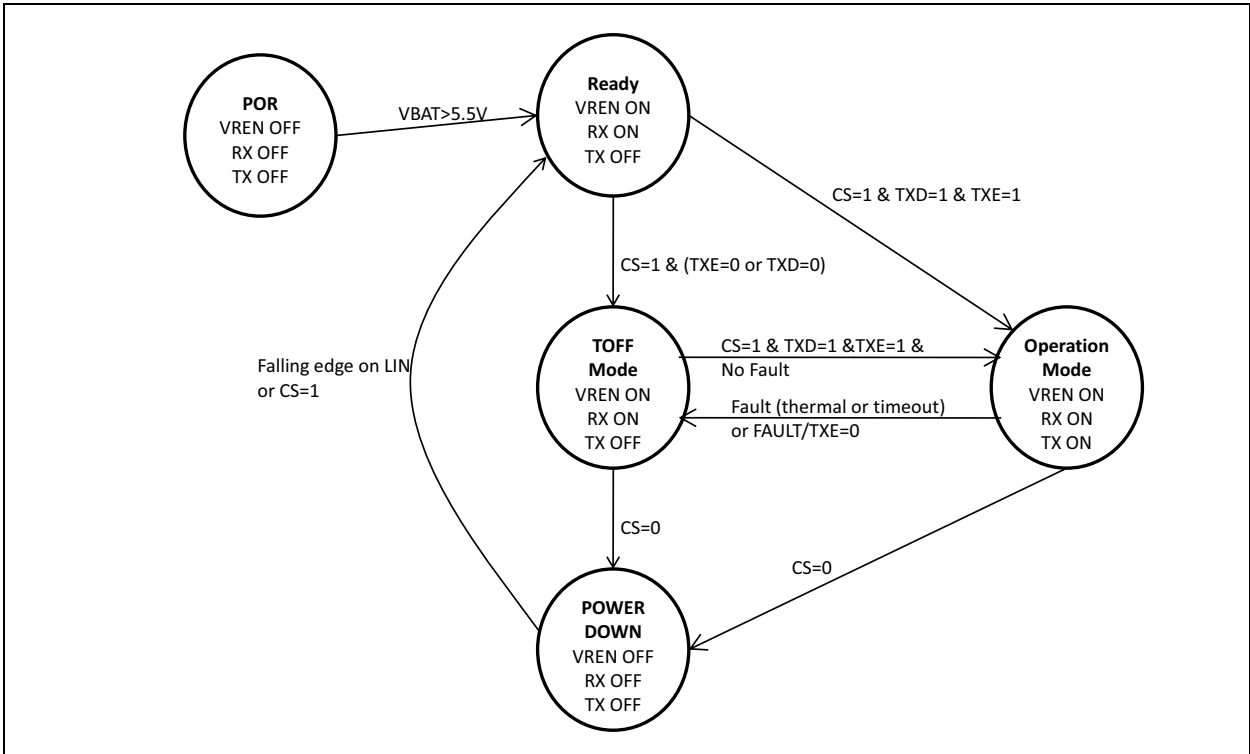 POR
VREN OFF
RX OFF
TX OFF
VBAT>5.5V
Ready
VREN ON
RX ON
TX OFF
CS=1 & TXD=1 & TXE=1
CS=1 & (TXE=0 or TXD=0)
Falling edge on LIN
or CS=1
TOFF
Mode
VREN ON
RX ON
TX OFF
CS=1 & TXD=1 &TXE=1 &
No Fault
Fault (thermal or timeout)
or FAULT/TXE=0
Operation
Mode
VREN ON
RX ON
TX ON
CS=0
CS=0
POWER
DOWN
VREN OFF
RX OFF
TX OFF